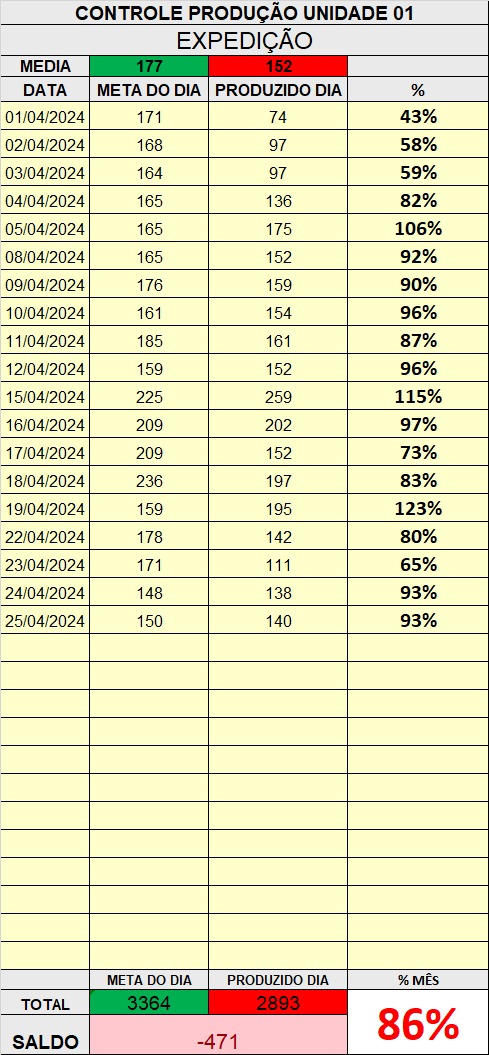 CONTROLE PRODUÇÃO UNIDADE 01
EXPEDIÇÃO
MEDIA 177 152
DATA META DO DIA PRODUZIDO DIA %
01/04/2024 171 74 43%
02/04/2024 168 97 58%
03/04/2024 164 97 59%
04/04/2024 165 136 82%
05/04/2024 165 175 106%
08/04/2024 165 152 92%
09/04/2024 176 159 90%
10/04/2024 161 154 96%
11/04/2024 185 161 87%
12/04/2024 159 152 96%
15/04/2024 225 259 115%
16/04/2024 209 202 97%
17/04/2024 209 152 73%
18/04/2024 236 197 83%
19/04/2024 159 195 123%
22/04/2024 178 142 80%
23/04/2024 171 111 65%
24/04/2024 148 138 93%
25/04/2024 150 140 93%
META DO DIA PRODUZIDO DIA % MÊs
TOTAL 3364 2893 86%
SALDO -471